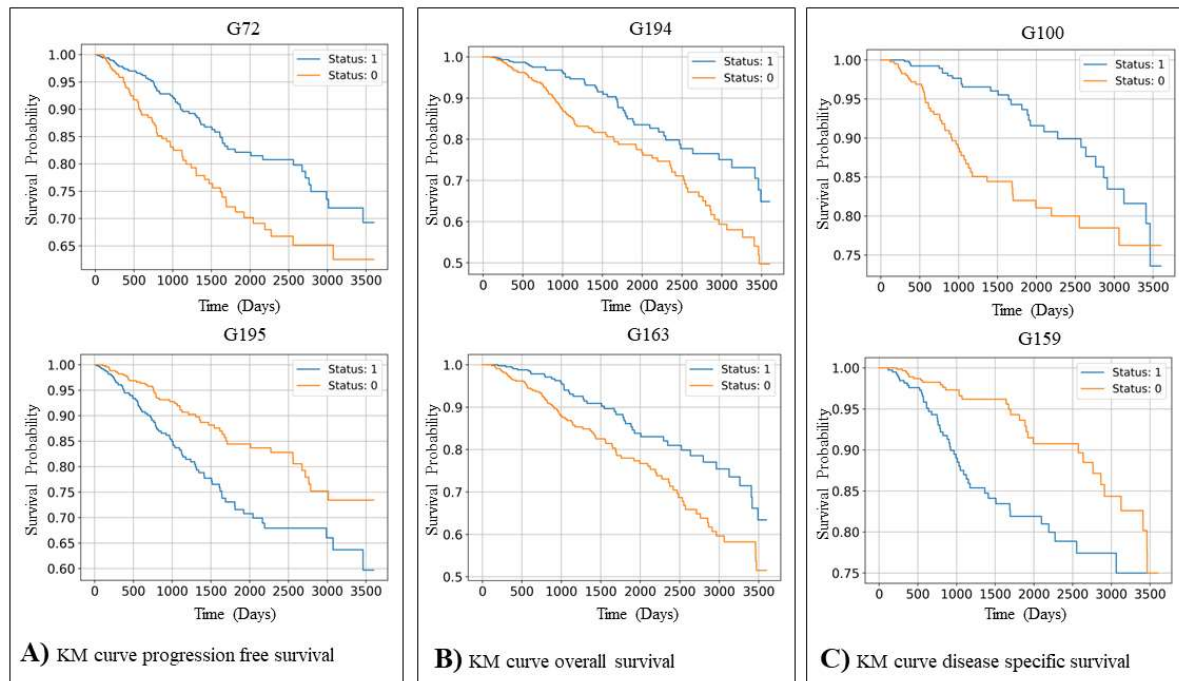 G72
Status: 1
Status: 0
1.00
0.95
0.90
0.85
0.80
0.75
0.70
0.65
Survival Probability
0 500 1000 1500 2000 2500 3000 3500
Time (Days)
G195
Status: 1
Status: 0
1.00
0.95
0.90
0.85
0.80
0.75
0.70
0.65
0.60
Survival Probability
0 500 1000 1500 2000 2500 3000 3500
Time (Days)
A) KM curve progression free survival
G194
Status: 1
Status: 0
1.0
0.9
0.8
0.7
0.6
0.5
Survival Probability
0 500 1000 1500 2000 2500 3000 3500
Time (Days)
G163
Status: 1
Status: 0
1.0
0.9
0.8
0.7
0.6
0.5
Survival Probability
0 500 1000 1500 2000 2500 3000 3500
Time (Days)
B) KM curve overall survival
G100
Status: 1
Status: 0
1.00
0.95
0.90
0.85
0.80
0.75
Survival Probability
0 500 1000 1500 2000 2500 3000 3500
Time (Days)
G159
Status: 1
Status: 0
1.00
0.95
0.90
0.85
0.80
0.75
Survival Probability
0 500 1000 1500 2000 2500 3000 3500
Time (Days)
C) KM curve disease specific survival